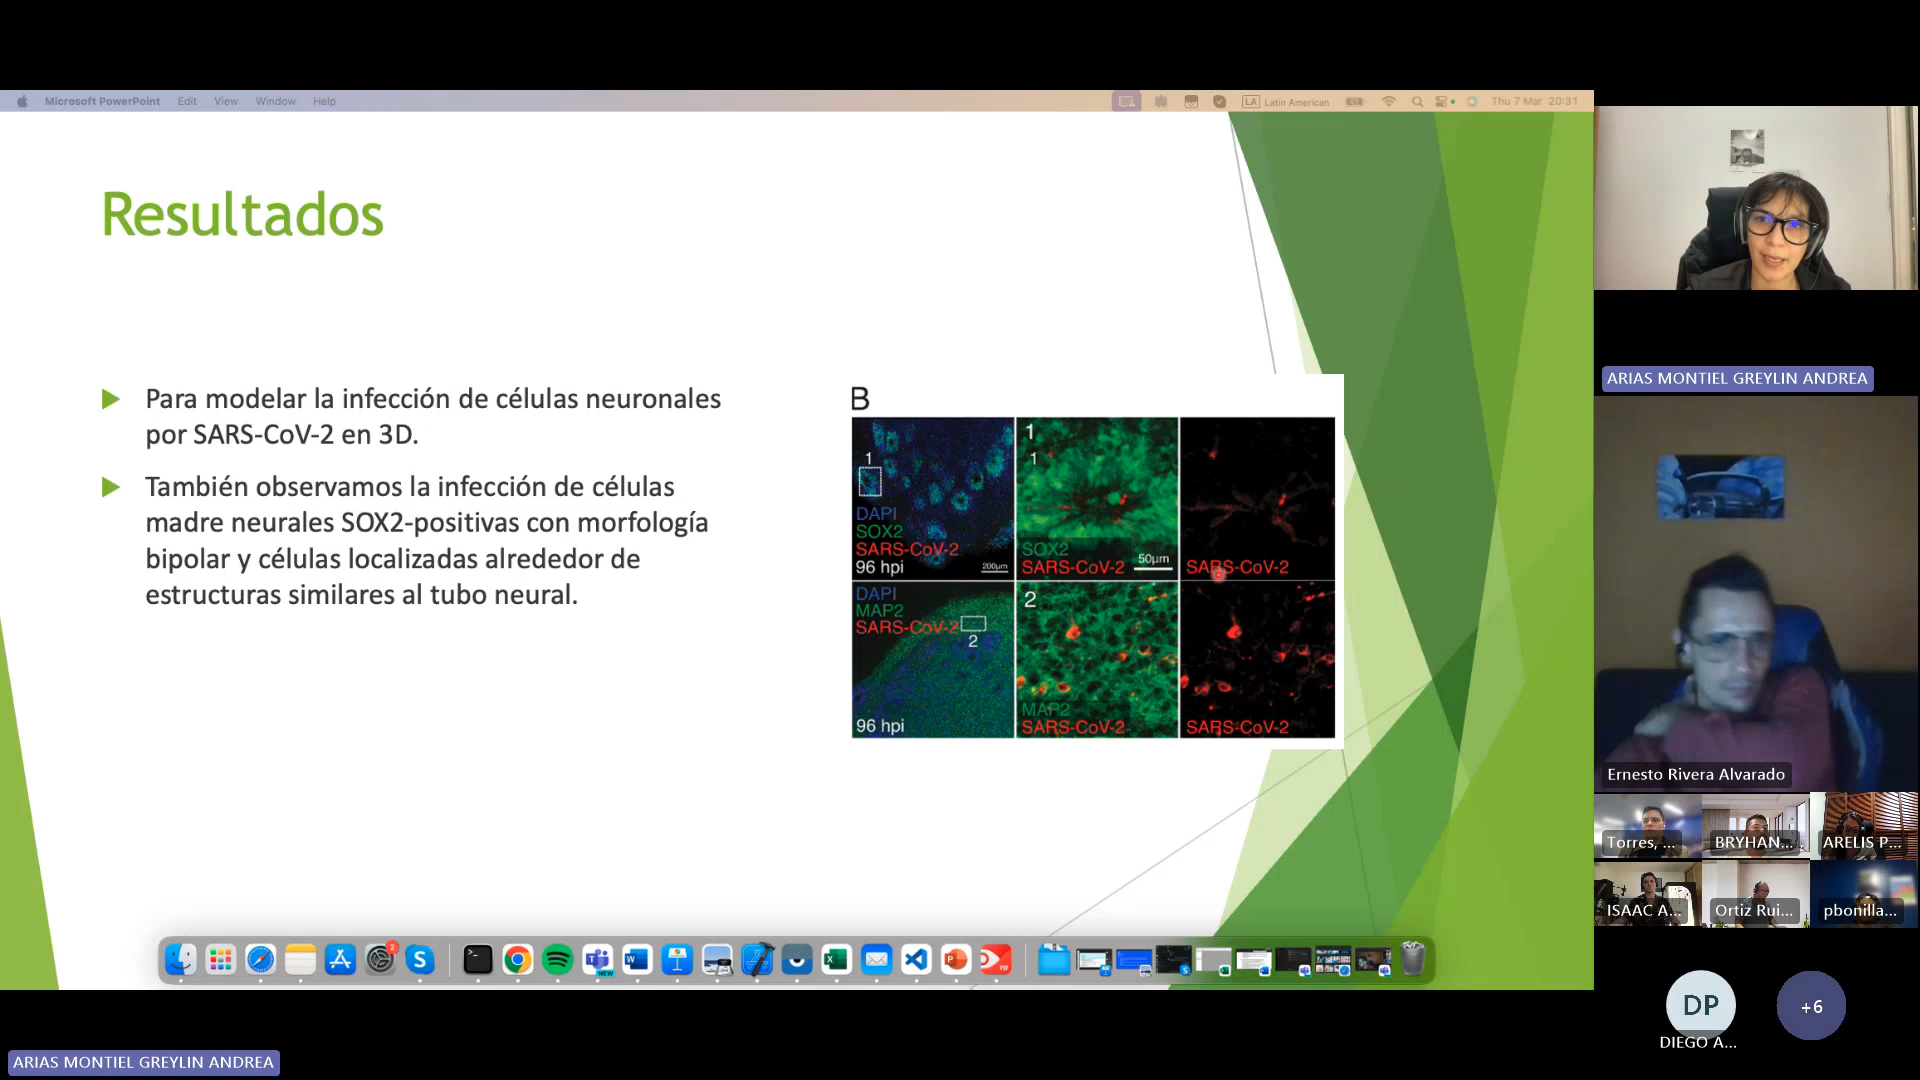 Microsoft PowerPoint Edit View Window Help
LA Latin American Thu 7 Mar 20:31
Resultados
Para modelar la infección de células neuronales
por SARS-CoV-2 en 3D.
También observamos la infección de células
madre neurales SOX2-positivas con morfología
bipolar y células localizadas alrededor de
estructuras similares al tubo neural.
B
1
DAPI
SOX2
SARS-CoV-2
96 hpi
200µm
1
1
SOX2
SARS-CoV-2
50µm
SARS-CoV-2
DAPI
MAP2
SARS-CoV-2
2
96 hpi
2
MAP2
SARS-CoV-2
SARS-CoV-2
2
NEW
ARIAS MONTIEL GREYLIN ANDREA
Ernesto Rivera Alvarado
Torres, ...
BRYHAN...
ARELIS P...
ISAAC A...
Ortiz Rui...
pbonilla...
DP
+6
DIEGO A...
ARIAS MONTIEL GREYLIN ANDREA